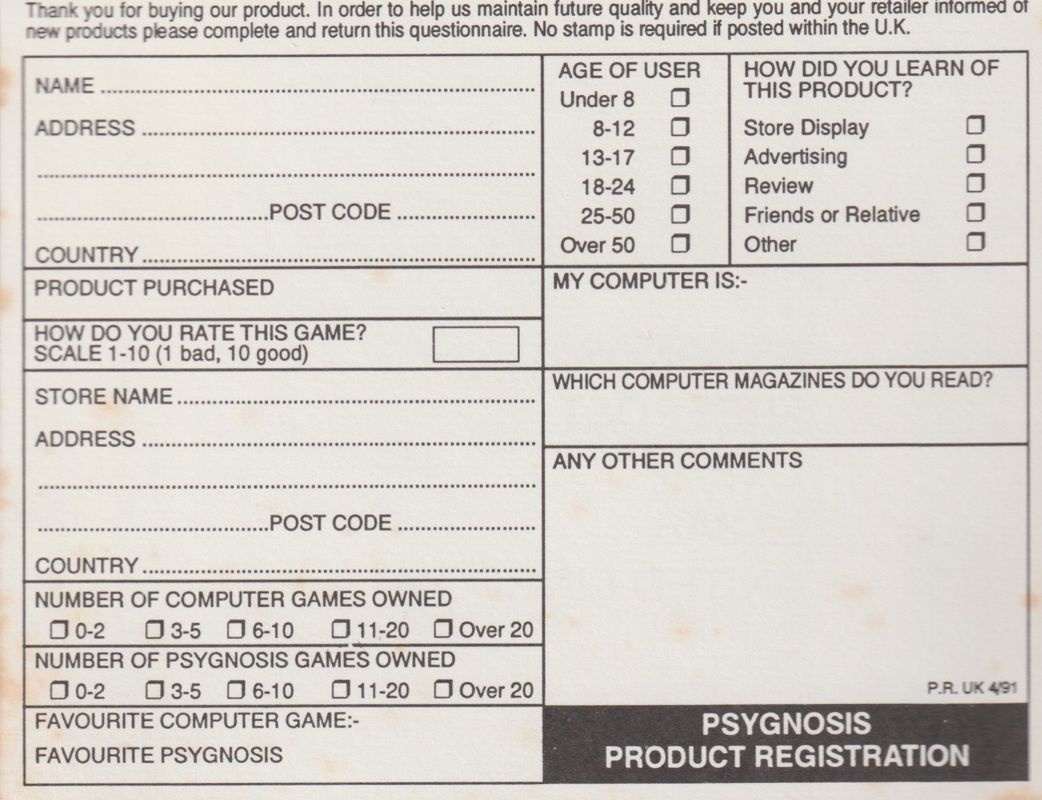 Thank you for buying our product. In order to help us maintain future quality and keep you and your retailer informed of
new products please complete and return this questionnaire. No stamp is required if posted within the U.K.
NAME ..........
ADDRESS ..........
..........
..........POST CODE ..........
COUNTRY ..........
AGE OF USER
Under 8 ❒
8-12 ❒
13-17 ❒
18-24 ❒
25-50 ❒
Over 50 ❒
HOW DID YOU LEARN OF
THIS PRODUCT?
Store Display ❒
Advertising ❒
Review ❒
Friends or Relative ❒
Other ❒
PRODUCT PURCHASED
HOW DO YOU RATE THIS GAME?
SCALE 1-10 (1 bad, 10 good)
STORE NAME ..........
ADDRESS ..........
..........
..........POST CODE ..........
COUNTRY ..........
NUMBER OF COMPUTER GAMES OWNED
❒ 0-2 ❒ 3-5 ❒ 6-10 ❒ 11-20 ❒ Over 20
NUMBER OF PSYGNOSIS GAMES OWNED
❒ 0-2 ❒ 3-5 ❒ 6-10 ❒ 11-20 ❒ Over 20
FAVOURITE COMPUTER GAME:-
FAVOURITE PSYGNOSIS
MY COMPUTER IS:-
WHICH COMPUTER MAGAZINES DO YOU READ?
ANY OTHER COMMENTS
P.R. UK 4/91
PSYGNOSIS
PRODUCT REGISTRATION